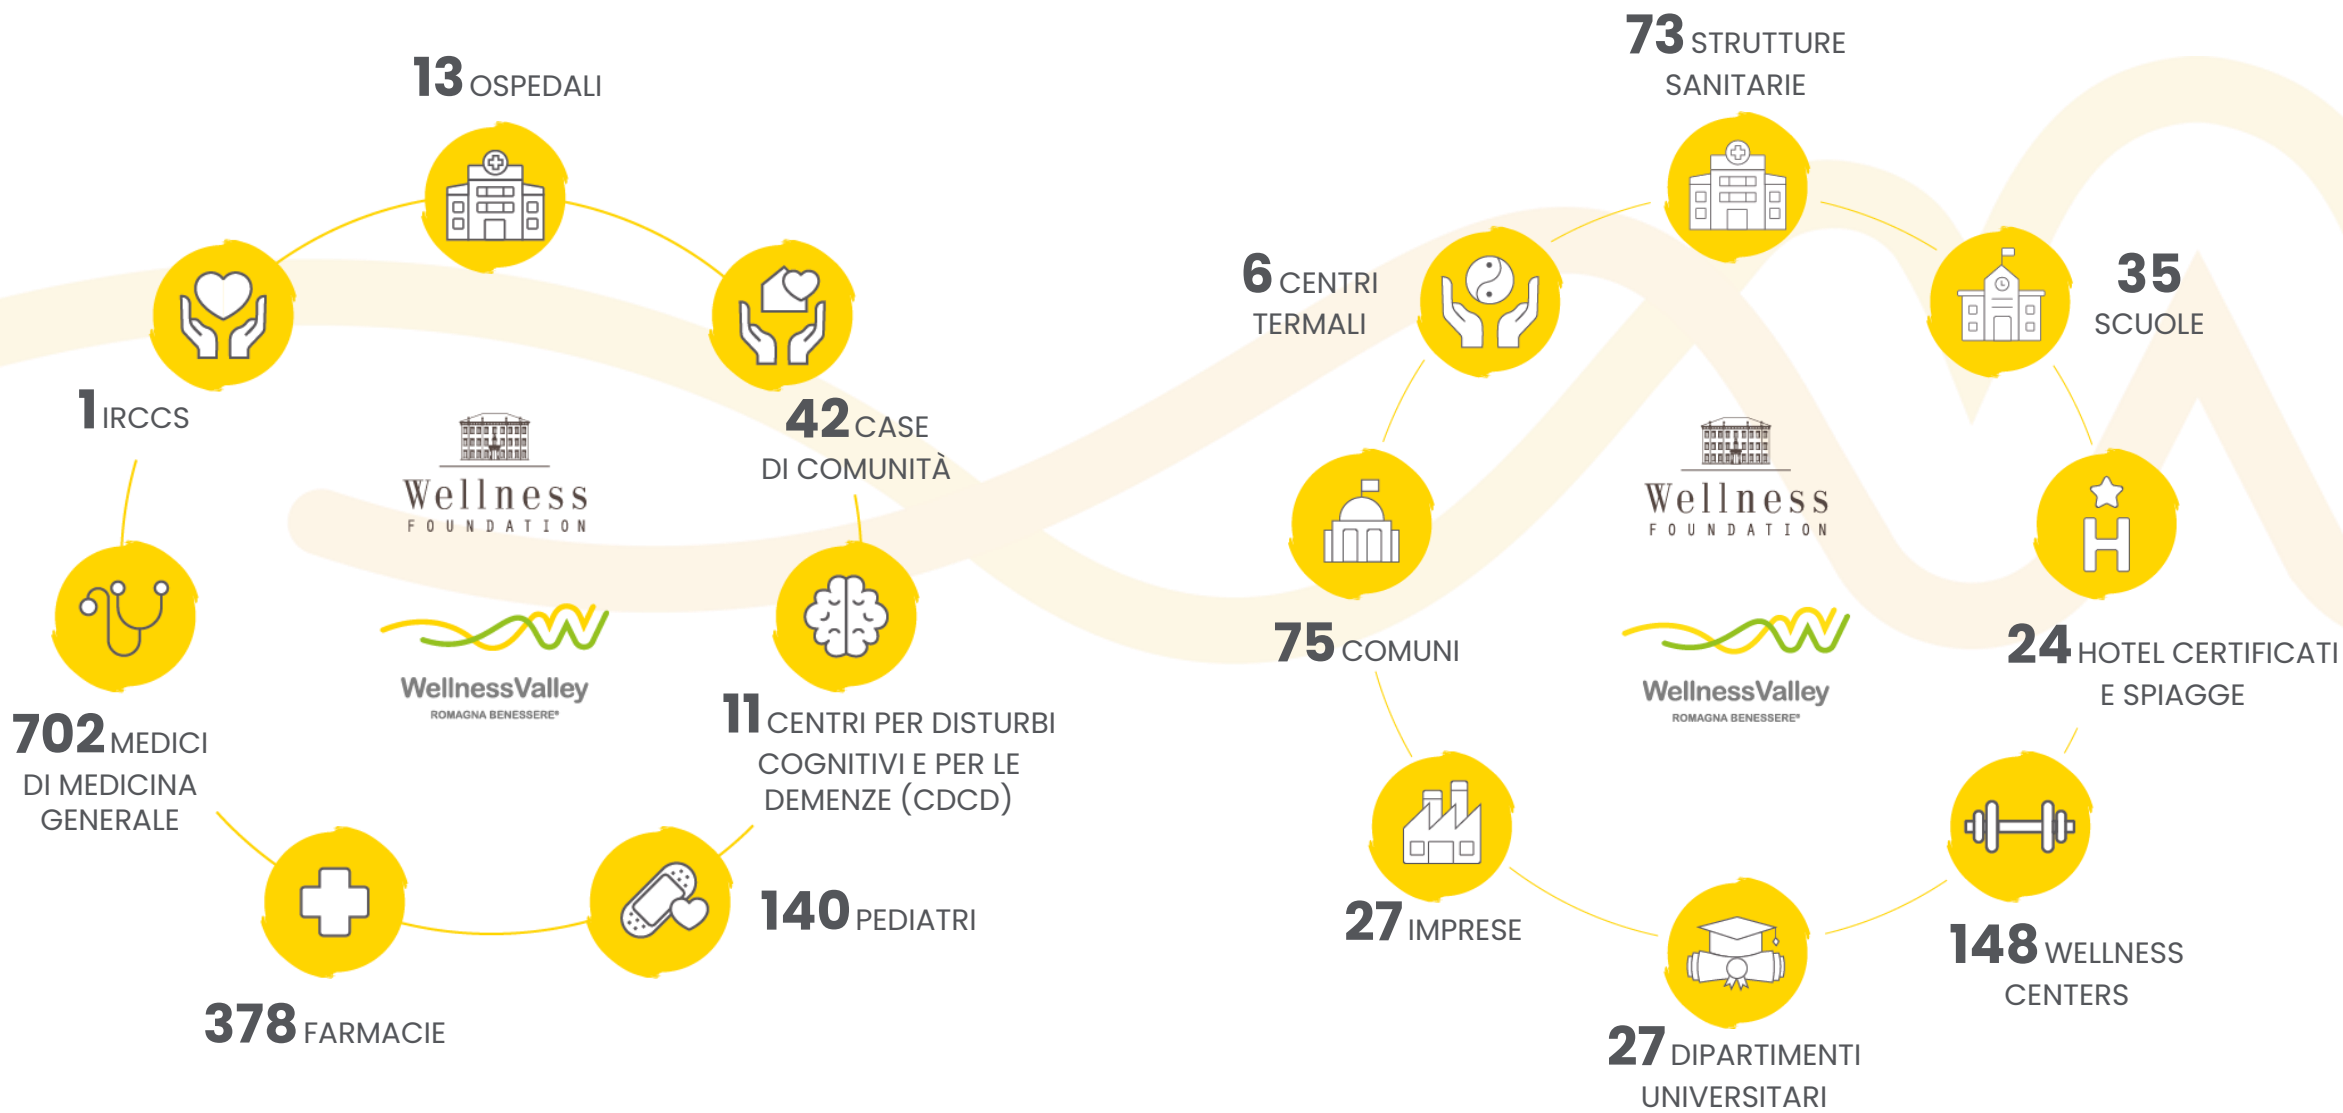 13 OSPEDALI
1 IRCCS
42 CASE
DI COMUNITÀ
Wellness
FOUNDATION
WellnessValley
ROMAGNA BENESSERE®
702 MEDICI
DI MEDICINA
GENERALE
11 CENTRI PER DISTURBI
COGNITIVI E PER LE
DEMENZE (CDCD)
140 PEDIATRI
378 FARMACIE
73 STRUTTURE
SANITARIE
6 CENTRI
TERMALI
35
SCUOLE
Wellness
FOUNDATION
H
WellnessValley
ROMAGNA BENESSERE®
75 COMUNI
24 HOTEL CERTIFICATI
E SPIAGGE
27 IMPRESE
148 WELLNESS
CENTERS
27 DIPARTIMENTI
UNIVERSITARI